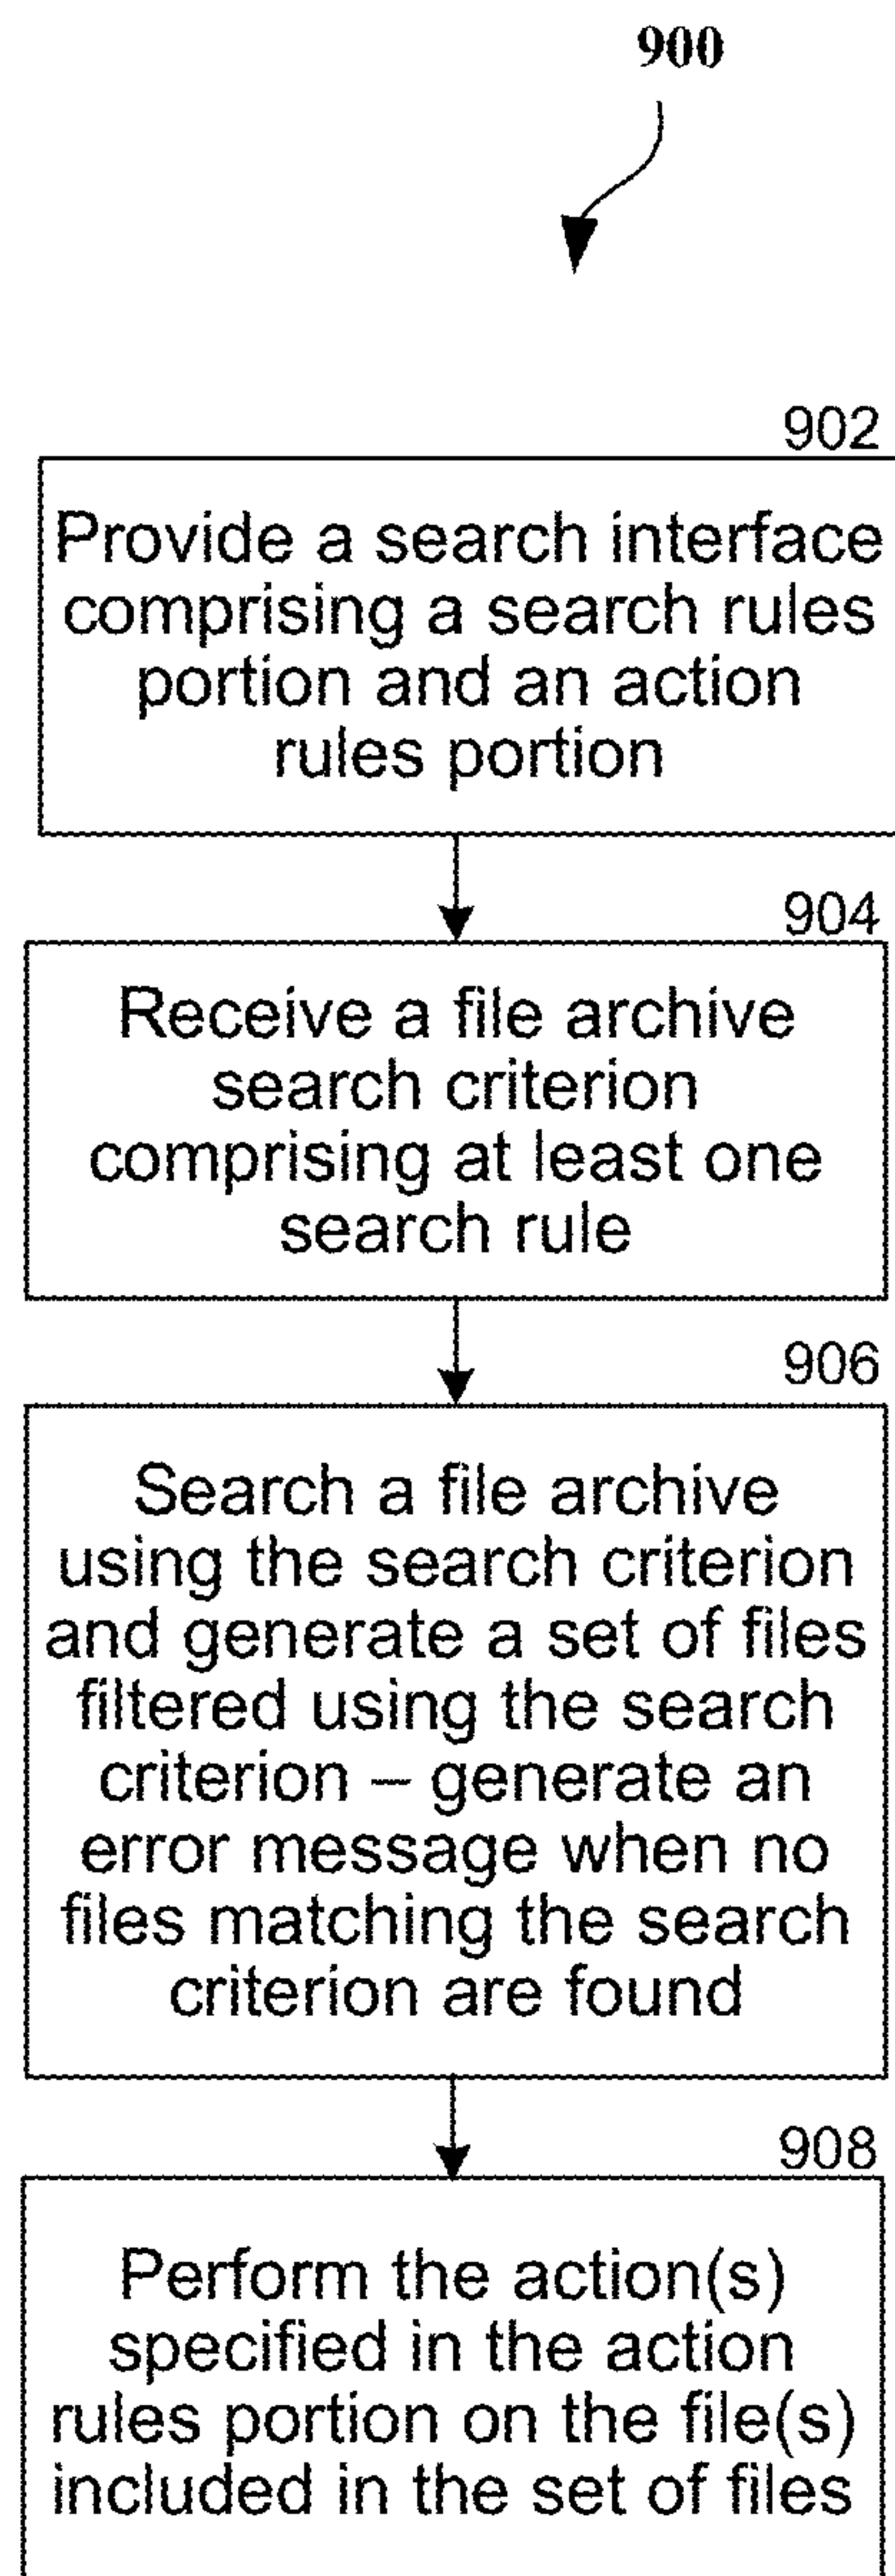 900
902
Provide a search interface
comprising a search rules
portion and an action
rules portion
904
Receive a file archive
search criterion
comprising at least one
search rule
906
Search a file archive
using the search criterion
and generate a set of files
filtered using the search
criterion – generate an
error message when no
files matching the search
criterion are found
908
Perform the action(s)
specified in the action
rules portion on the file(s)
included in the set of files